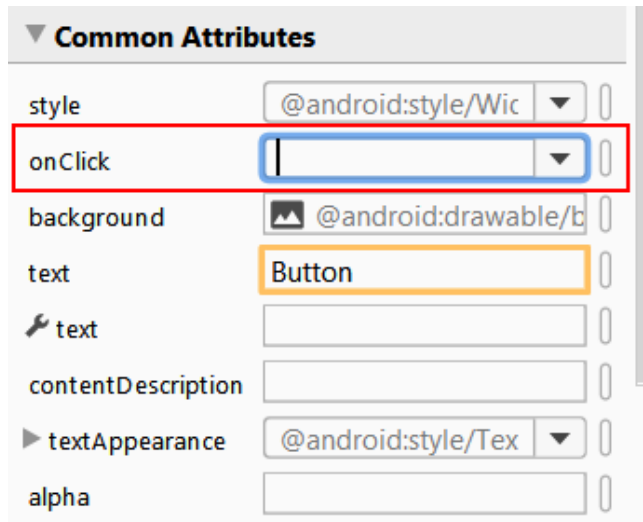 Common Attributes
style @android:style/Wic
onClick
background @android:drawable/b
text Button
text
contentDescription
textAppearance @android:style/Tex
alpha